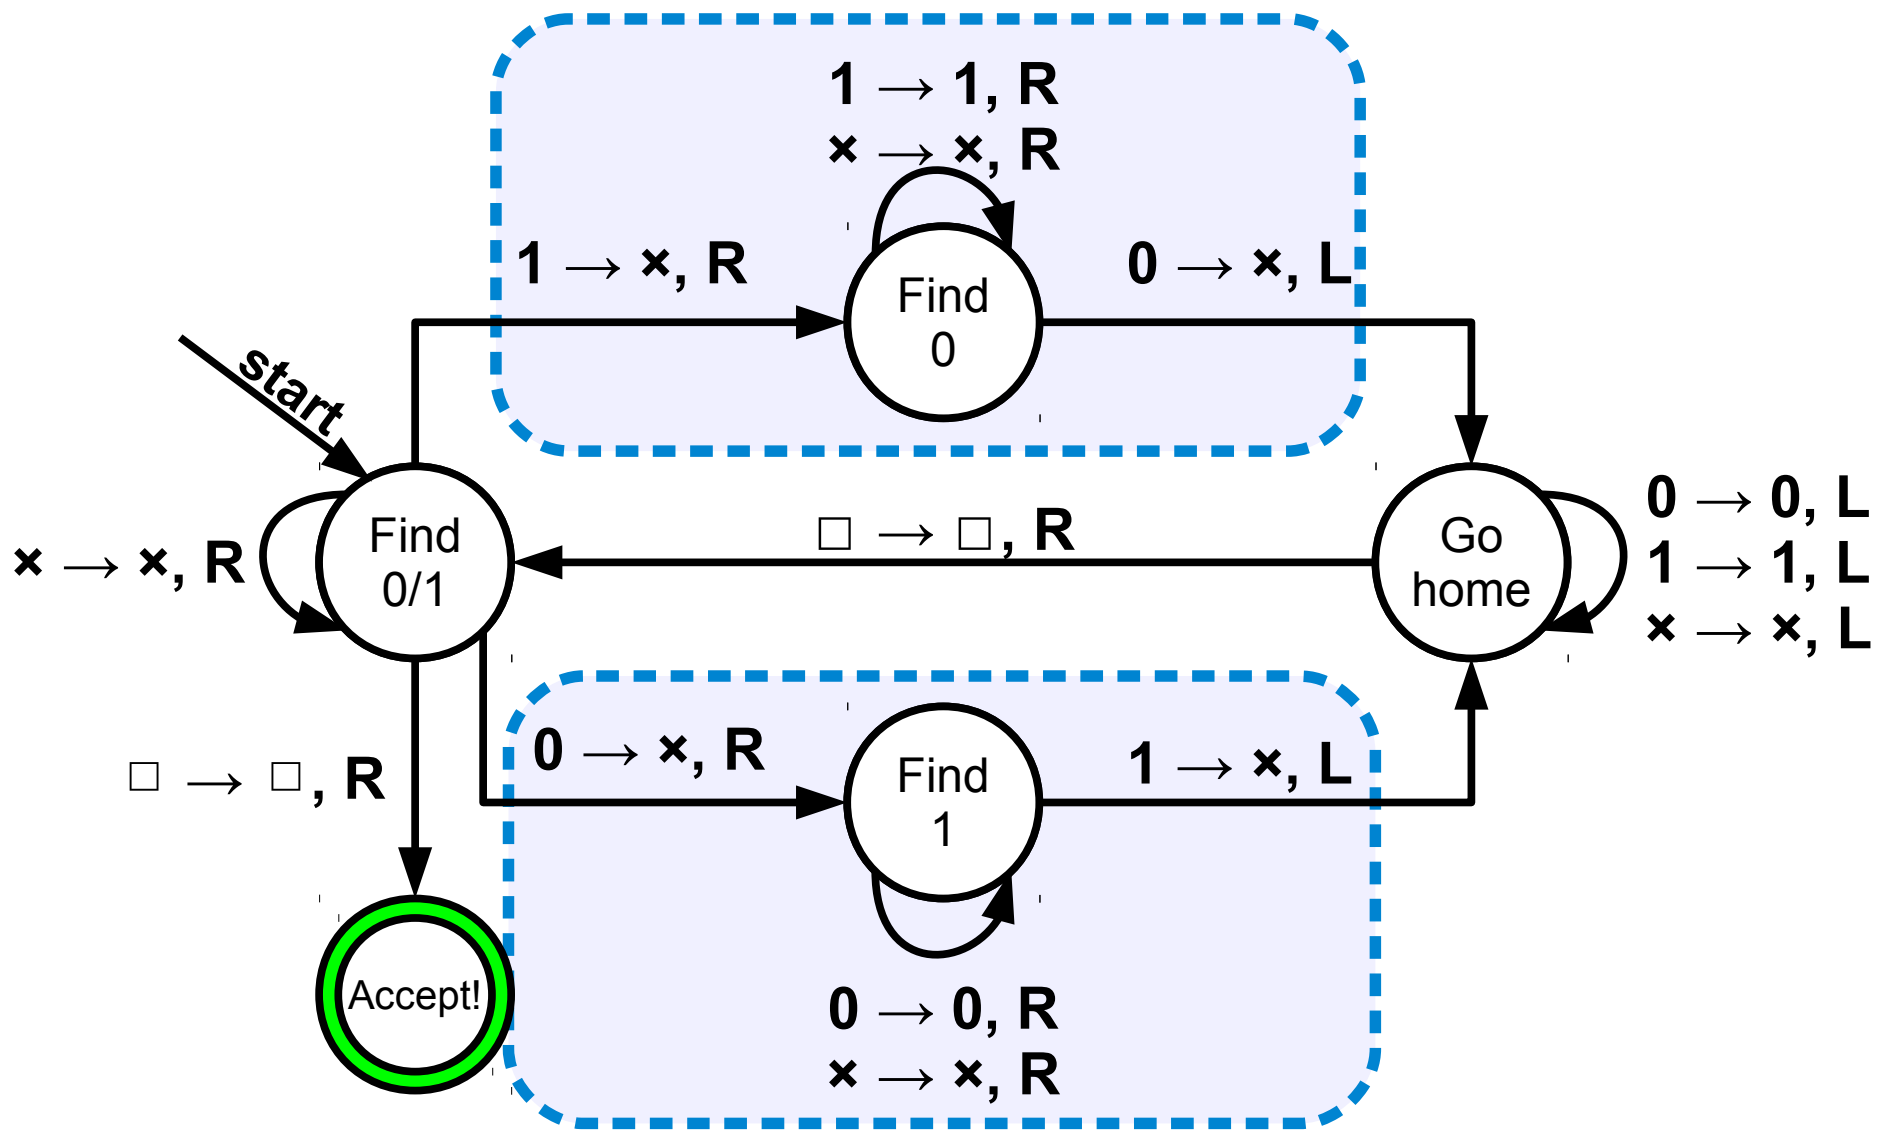 1 → 1, R
× → ×, R
1 → ×, R
Find
0
0 → ×, L
start
Find
0/1
× → ×, R
□ → □, R
Go
home
0 → 0, L
1 → 1, L
× → ×, L
□ → □, R
0 → ×, R
Find
1
1 → ×, L
Accept!
0 → 0, R
× → ×, R